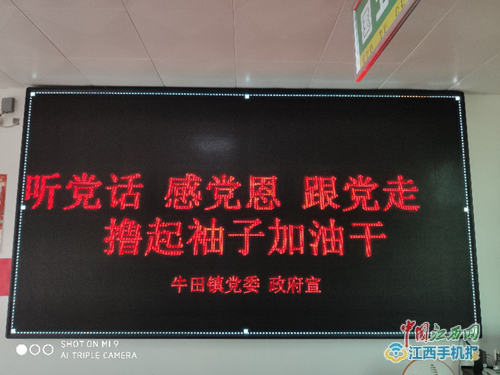 听党话 感党恩 跟党走
撸起袖子加油干
牛田镇党委 政府宣
中国江西网
江西手机报
SHOT ON MI 9
AI TRIPLE CAMERA